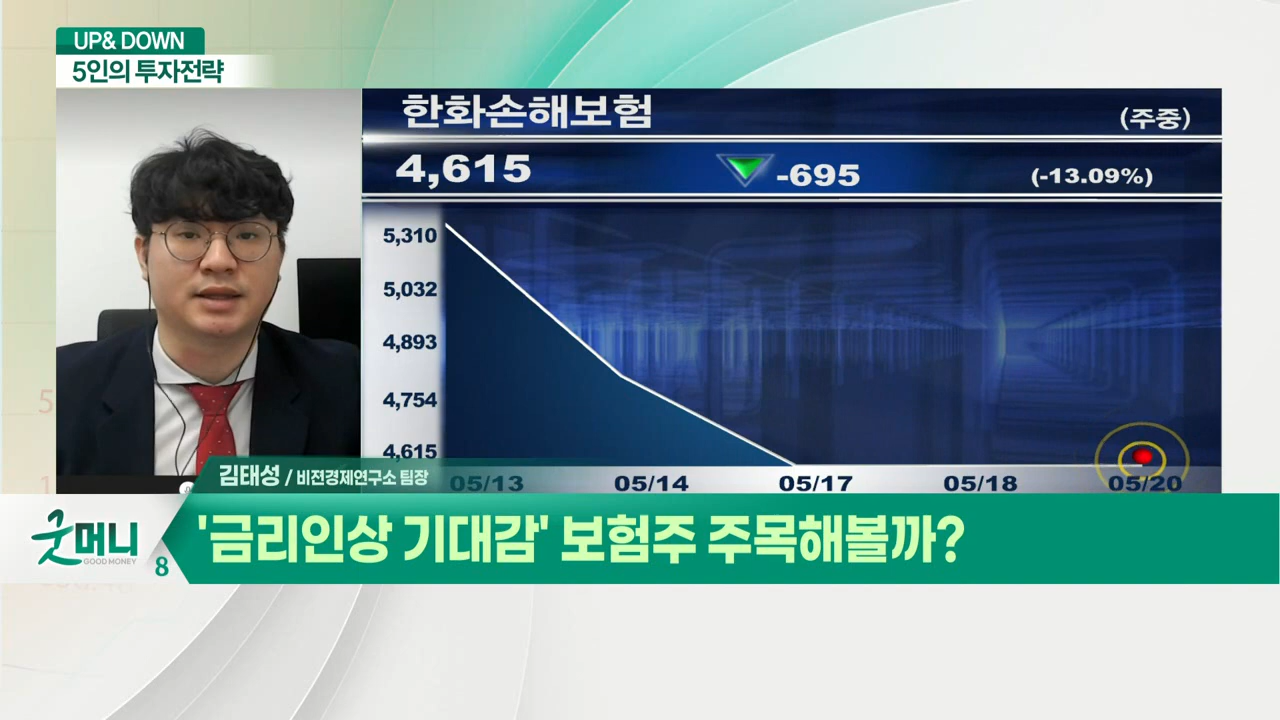 UP& DOWN
5인의 투자전략
한화손해보험
(주중)
4,615
-695
(-13.09%)
5,310
5,032
4,893
4,754
4,615
05/13
05/14
05/17
05/18
05/20
김태성 / 비전경제연구소 팀장
굿머니
GOOD MONEY
8
'금리인상 기대감' 보험주 주목해볼까?